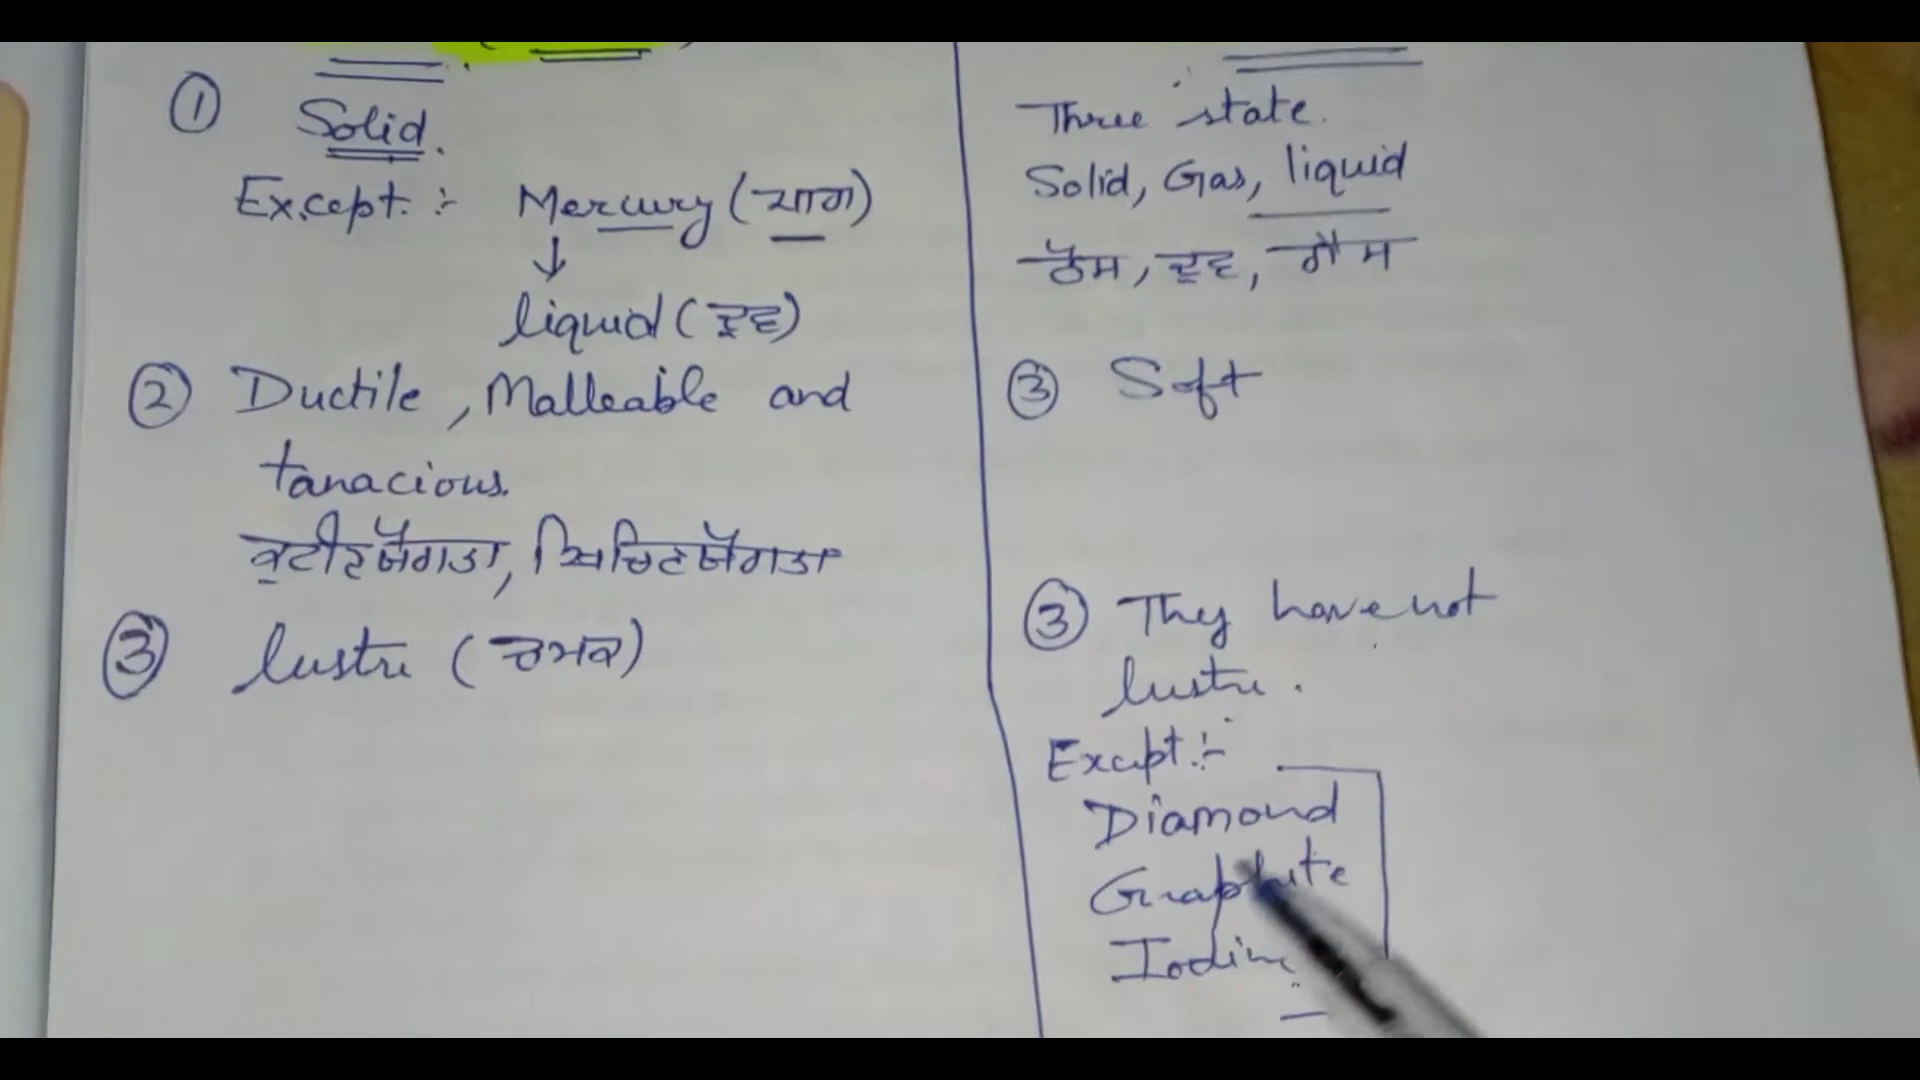 ① Solid.
Except :- Mercury (ਪਾਰਾ)
↓
liquid (ਦ੍ਰਵ)
② Ductile, Malleable and
tanacious.
ਕੁਟੀਣਯੋਗਤਾ, ਖਿਚਿਣਯੋਗਤਾ
③ lustre (ਚਮਕ)
Three state.
Solid, Gas, liquid
ਠੋਸ, ਦ੍ਰਵ, ਗੈਸ
③ Soft
③ They have not
lustre.
Except :-
Diamond
Graphite
Iodine